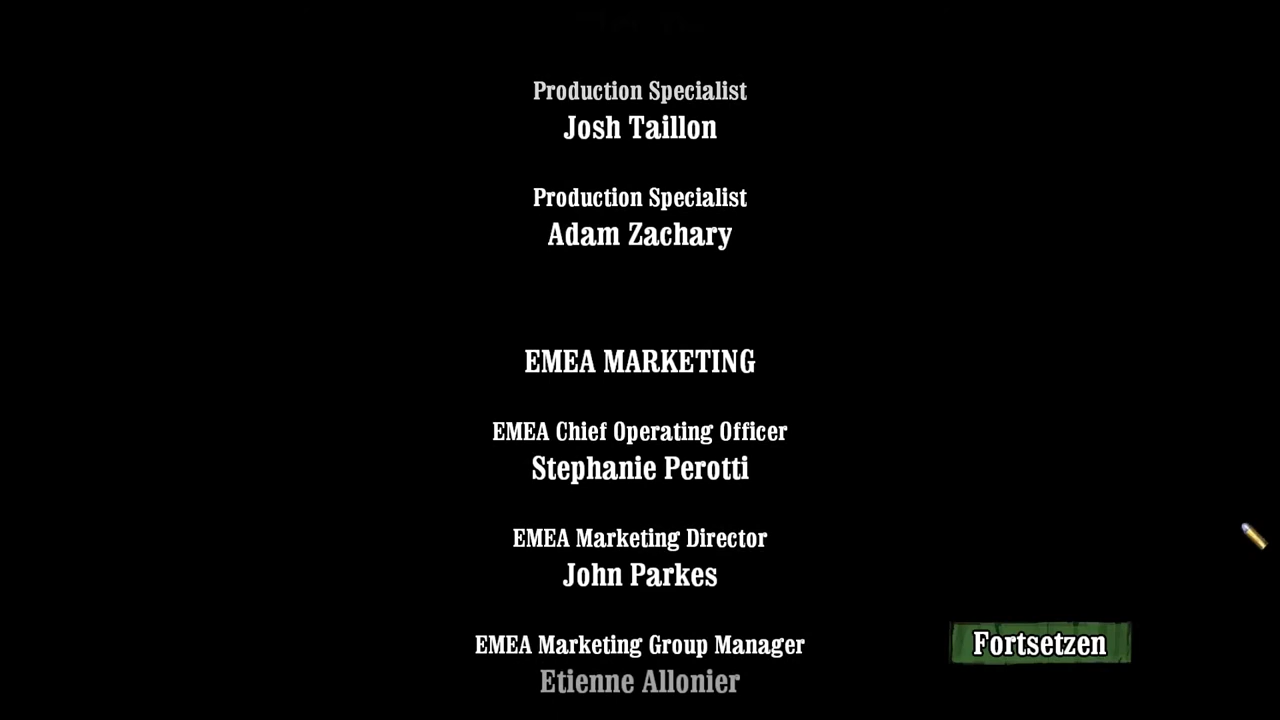 Production Specialist
Josh Taillon
Production Specialist
Adam Zachary
EMEA MARKETING
EMEA Chief Operating Officer
Stephanie Perotti
EMEA Marketing Director
John Parkes
EMEA Marketing Group Manager
Etienne Allonier
Fortsetzen